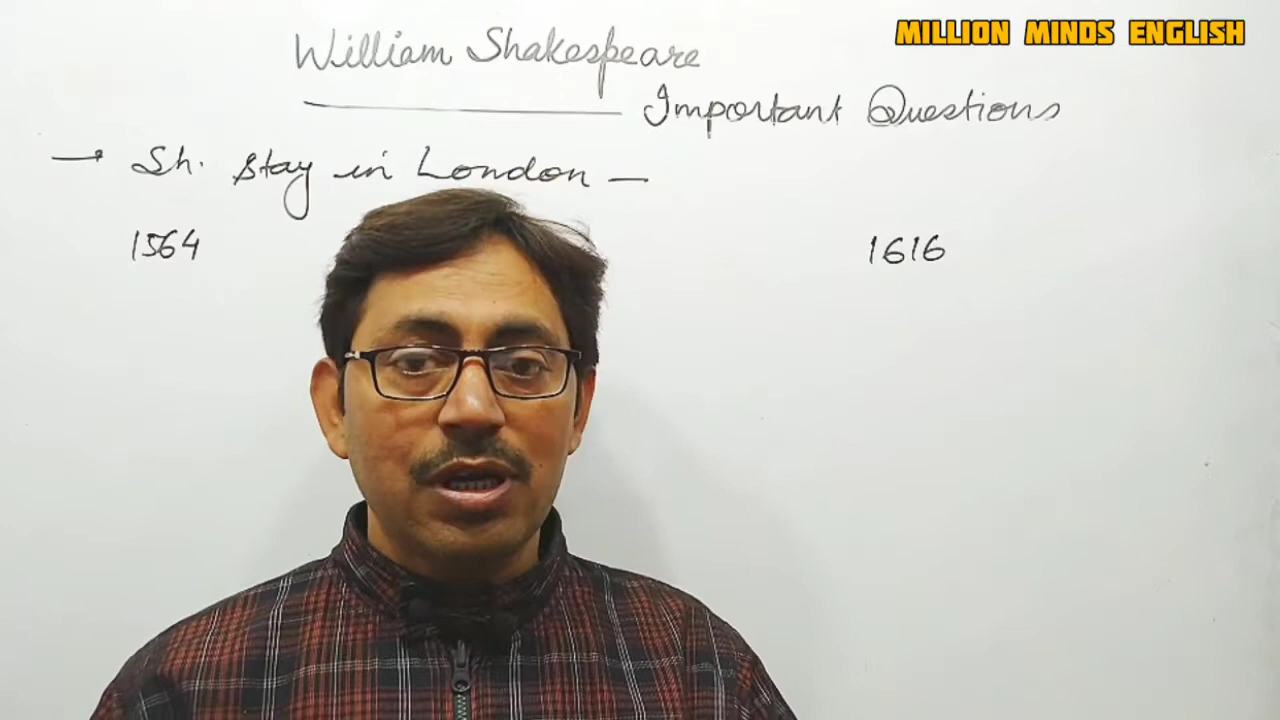 MILLION MINDS ENGLISH
William Shakespeare
Important Questions
→ Sh. stay in London —
1564 1616